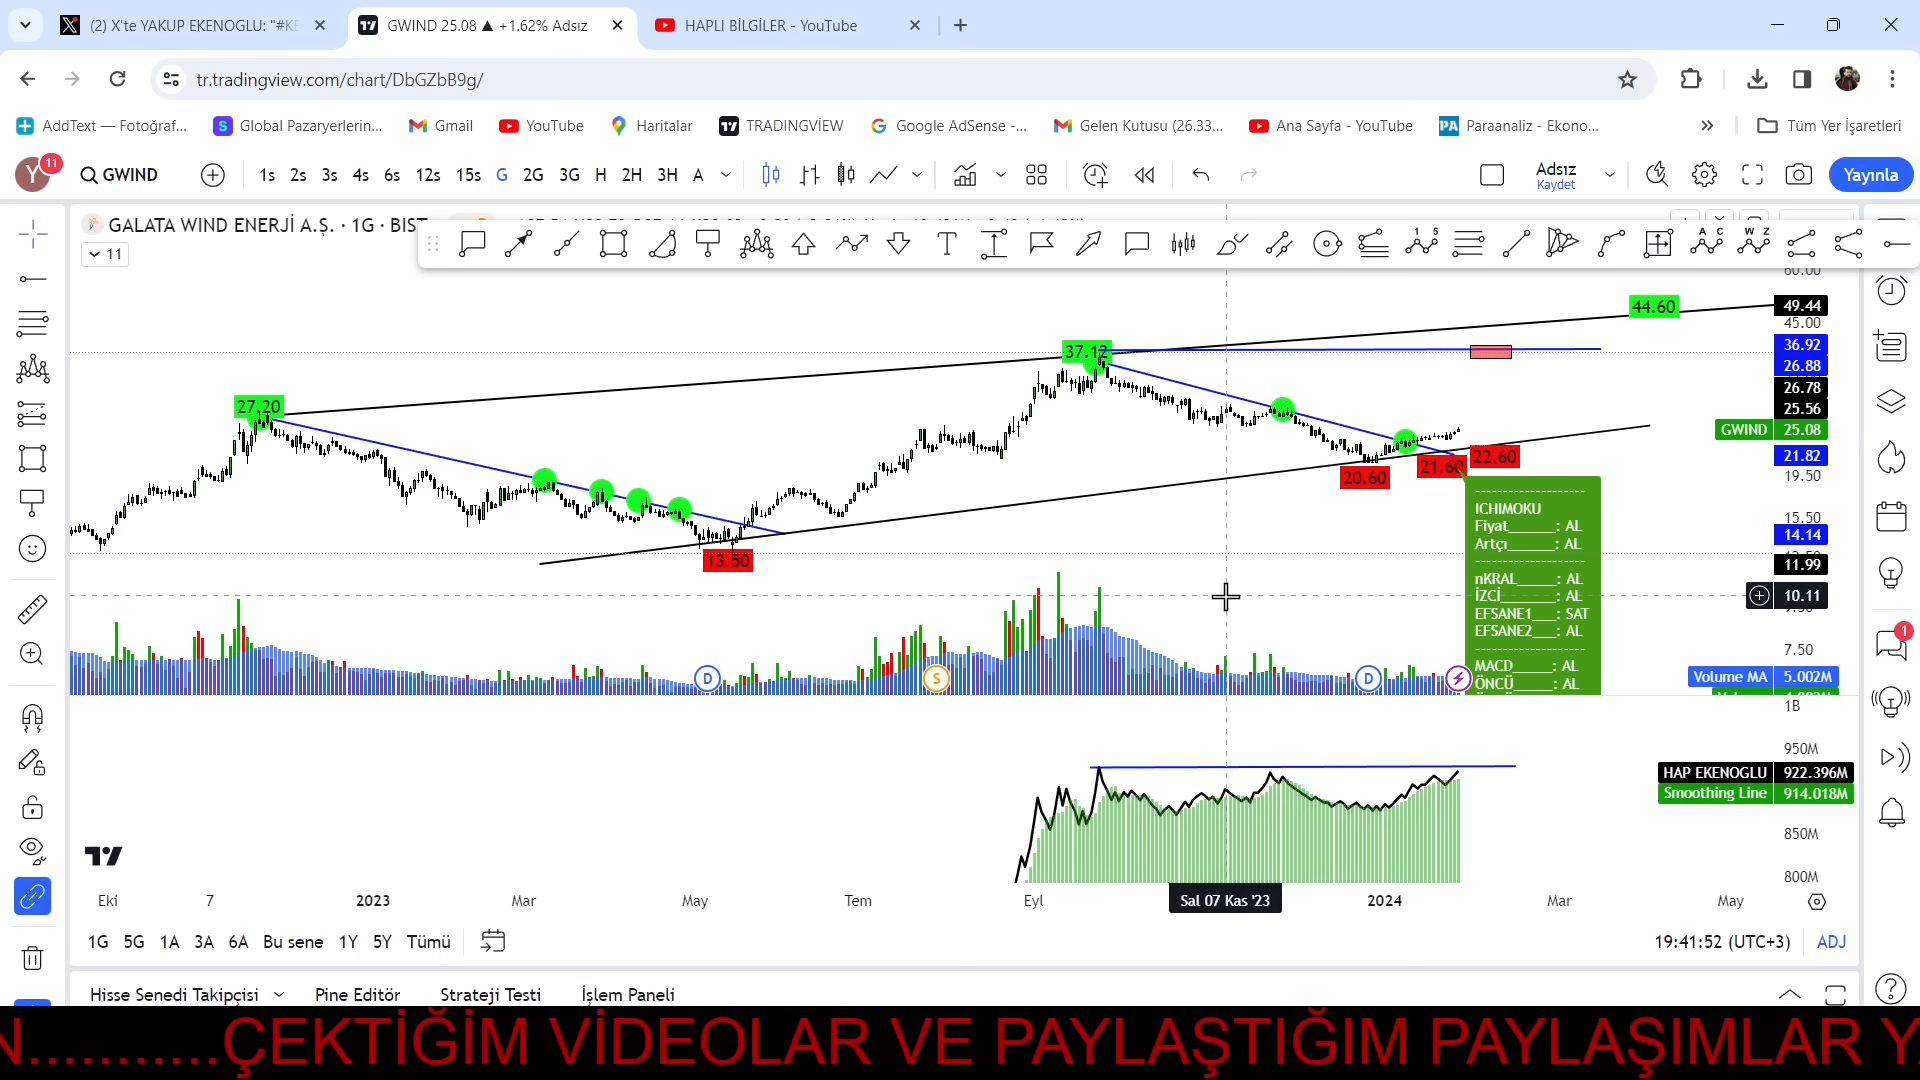 (2) X'te YAKUP EKENOGLU: "#KE
GWIND 25.08 ▲ +1.62% Adsız
HAPLI BİLGİLER - YouTube
tr.tradingview.com/chart/DbGZbB9g/
AddText — Fotoğraf...
Global Pazaryerlerin...
Gmail
YouTube
Haritalar
TRADINGVİEW
Google AdSense -...
Gelen Kutusu (26.33...
Ana Sayfa - YouTube
Paraanaliz - Ekono...
»
Tüm Yer İşaretleri
Y 11
GWIND
1s 2s 3s 4s 6s 12s 15s G 2G 3G H 2H 3H A
Adsız
Kaydet
Yayınla
GALATA WIND ENERJİ A.Ş. · 1G · BIST
11
60.00
44.60
49.44
45.00
37.12
36.92
26.88
26.78
27.20
25.56
GWIND 25.08
22.60
21.82
21.60
20.60
19.50
ICHIMOKU
Fiyat______: AL
Artçı______: AL
nKRAL_____: AL
İZCİ________: AL
EFSANE1___: SAT
EFSANE2___: AL
MACD_____: AL
ÖNCÜ_____: AL
15.50
14.14
13.50
11.99
10.11
7.50
D
S
D
Volume MA 5.002M
1B
950M
HAP EKENOGLU 922.396M
Smoothing Line 914.018M
850M
800M
Eki 7 2023 Mar May Tem Eyl Sal 07 Kas '23 2024 Mar May
1G 5G 1A 3A 6A Bu sene 1Y 5Y Tümü
19:41:52 (UTC+3)
ADJ
1
Hisse Senedi Takipçisi
Pine Editör
Strateji Testi
İşlem Paneli
N...........ÇEKTİĞİM VİDEOLAR VE PAYLAŞTIĞIM PAYLAŞIMLAR Y